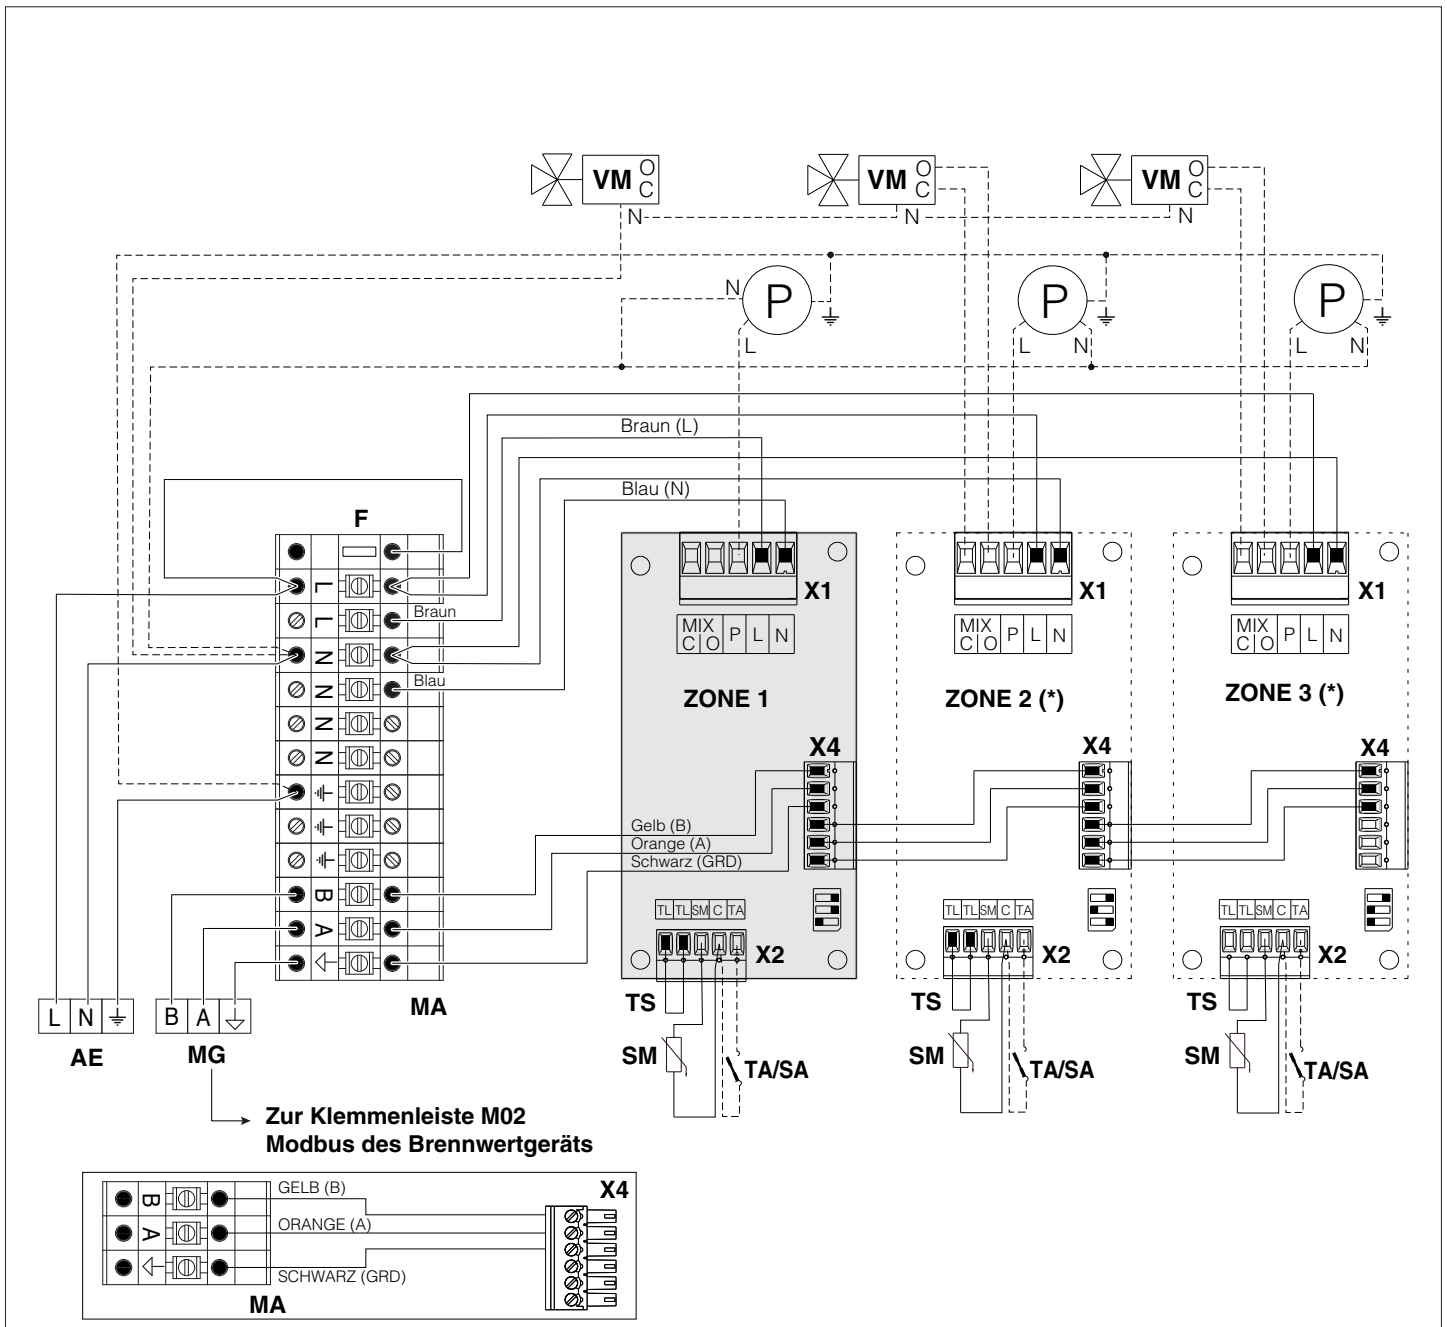 VM O C
VM O C
VM O C
N N N
N P
P
P
L
L N
L N
Braun (L)
Blau (N)
F
L
L Braun
N
N Blau
N
N
B
A
MA
X1
X1
X1
MIX C O P L N
MIX C O P L N
MIX C O P L N
ZONE 1
ZONE 2 (*)
ZONE 3 (*)
X4
X4
X4
Gelb (B)
Orange (A)
Schwarz (GRD)
TL TL SM C TA
TL TL SM C TA
TL TL SM C TA
X2
X2
X2
TS
TS
TS
SM
SM
SM
TA/SA
TA/SA
TA/SA
L N
AE
B A
MG
Zur Klemmenleiste M02
Modbus des Brennwertgeräts
B GELB (B)
A ORANGE (A)
SCHWARZ (GRD)
MA
X4